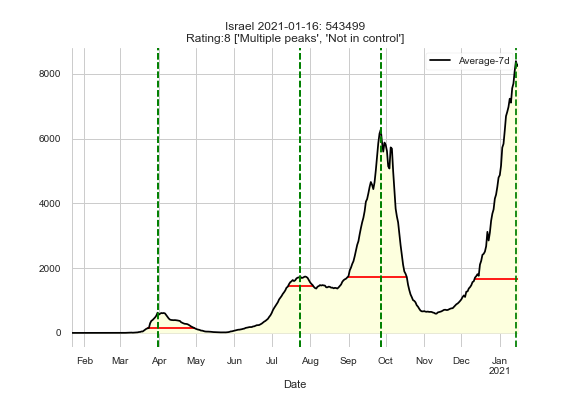 Israel 2021-01-16: 543499
Rating:8 ['Multiple peaks', 'Not in control']
Average-7d
8000
6000
4000
2000
0
Feb Mar Apr May Jun Jul Aug Sep Oct Nov Dec Jan
2021
Date